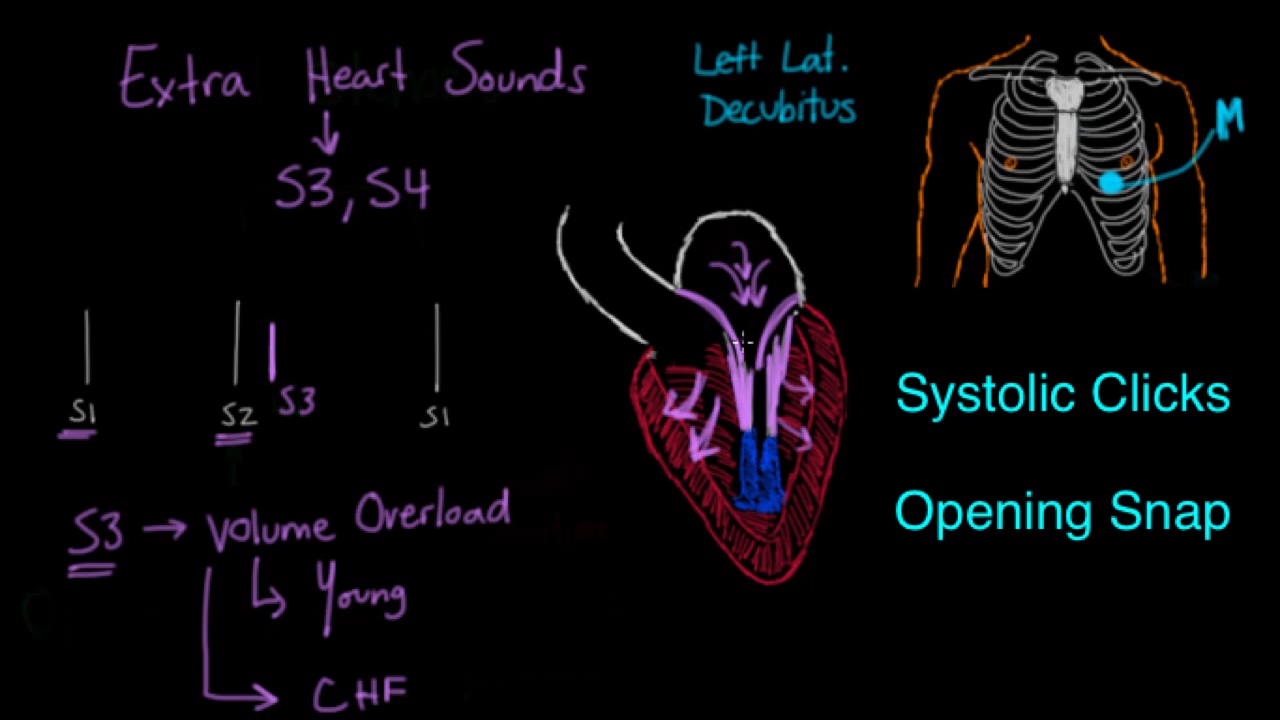 Extra Heart Sounds
S3, S4
Left Lat.
Decubitus
M
S1
S2
S3
S1
S3 → Volume Overload
↳ Young
→ CHF
Systolic Clicks
Opening Snap